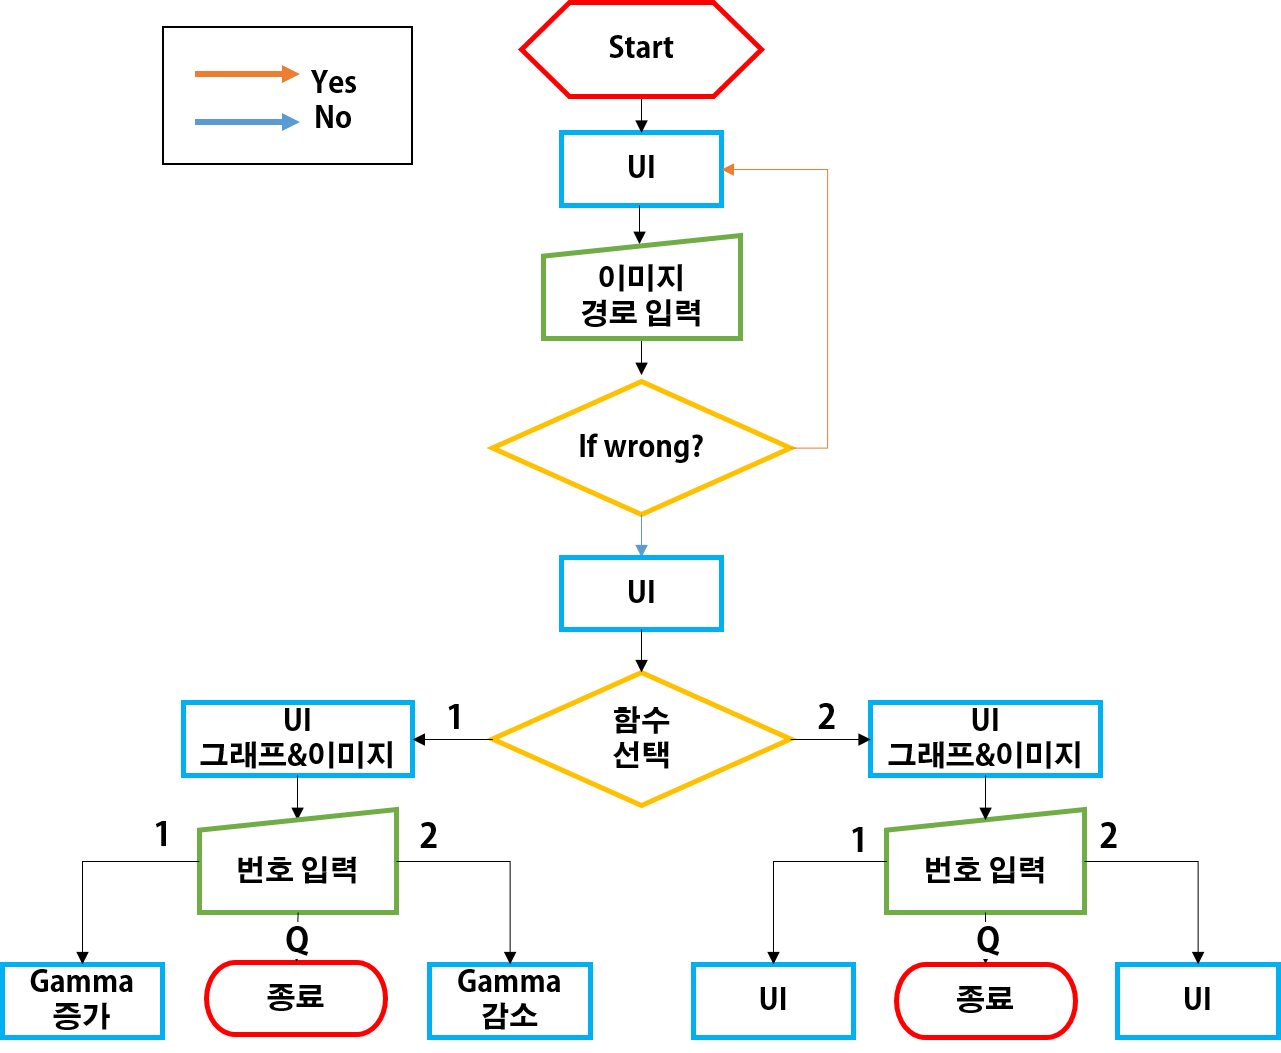 Start
Yes
No
UI
이미지
경로 입력
If wrong?
UI
함수
선택
1
2
UI
그래프&이미지
UI
그래프&이미지
1
번호 입력
2
Q
1
번호 입력
2
Q
Gamma
증가
종료
Gamma
감소
UI
종료
UI